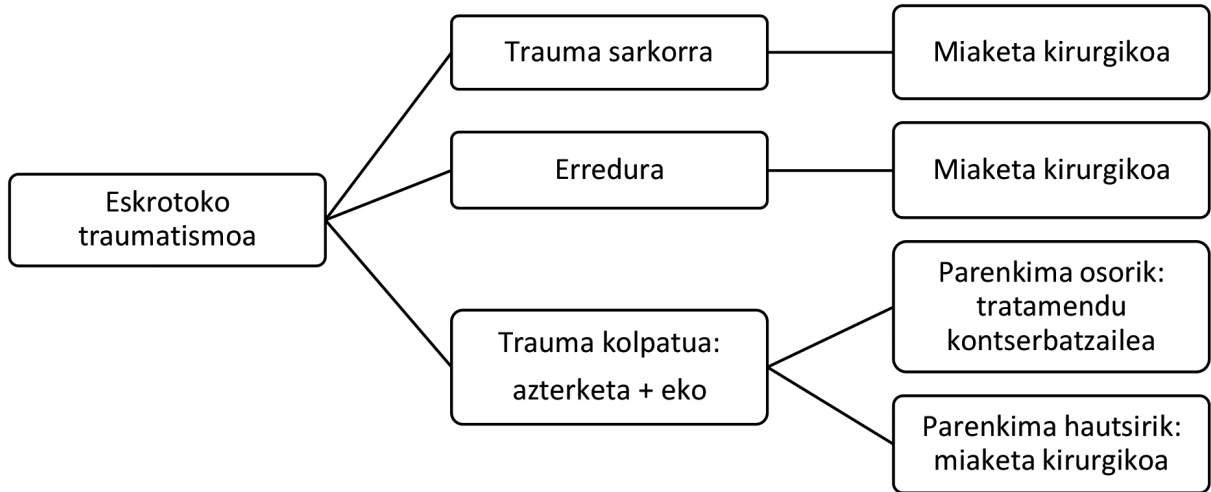 Eskrotoko
traumatismoa
Trauma sarkorra
Miaketa kirurgikoa
Erredura
Miaketa kirurgikoa
Trauma kolpatua:
azterketa + eko
Parenkima osorik:
tratamendu
kontserbatzailea
Parenkima hautsirik:
miaketa kirurgikoa